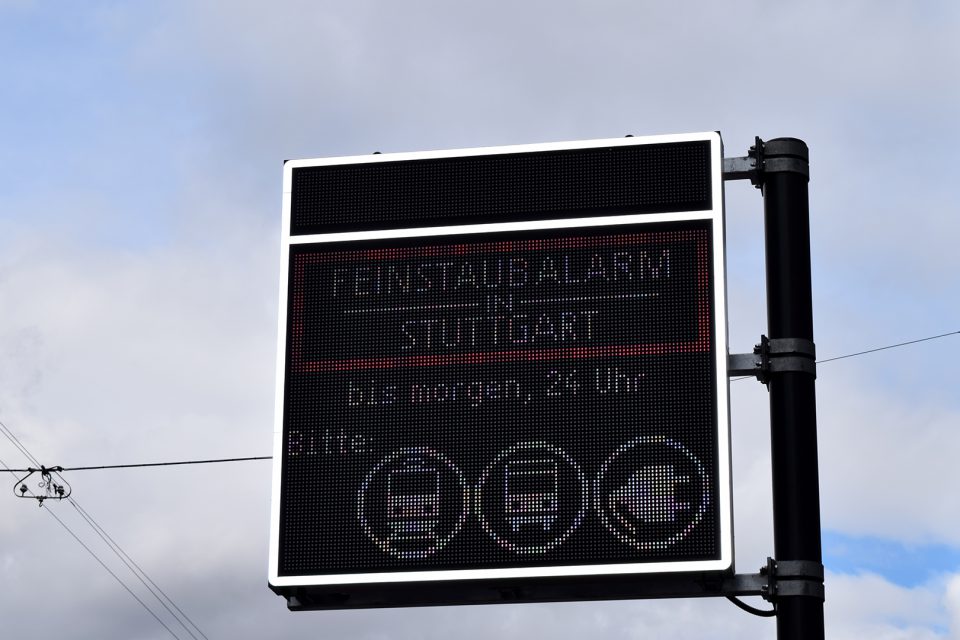 FEINSTAUBALARM
IN
STUTTGART
bis morgen, 24 Uhr
Bitte: